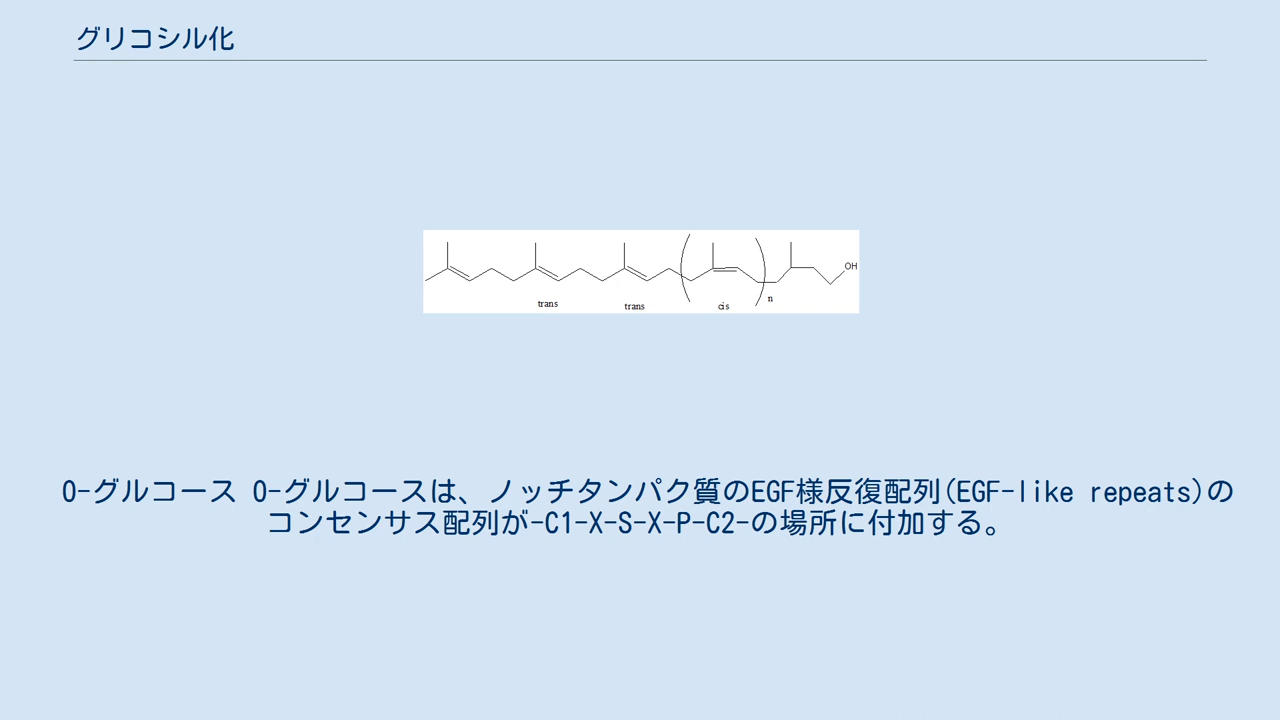 グリコシル化
OH
trans
trans
cis
n
O-グルコース O-グルコースは、ノッチタンパク質のEGF様反復配列(EGF-like repeats)の
コンセンサス配列が-C1-X-S-X-P-C2-の場所に付加する。